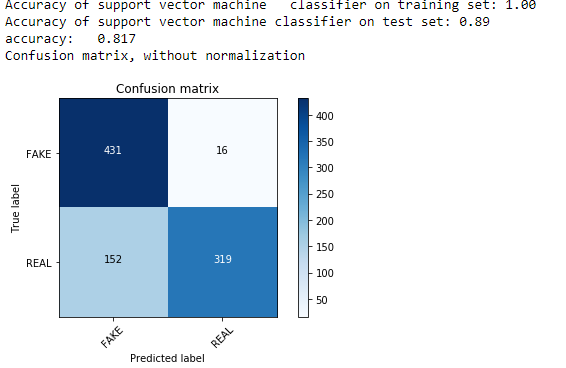 Accuracy of support vector machine   classifier on training set: 1.00
Accuracy of support vector machine classifier on test set: 0.89
accuracy:   0.817
Confusion matrix, without normalization
Confusion matrix
FAKE
REAL
True label
431
16
152
319
FAKE
REAL
Predicted label
400
350
300
250
200
150
100
50